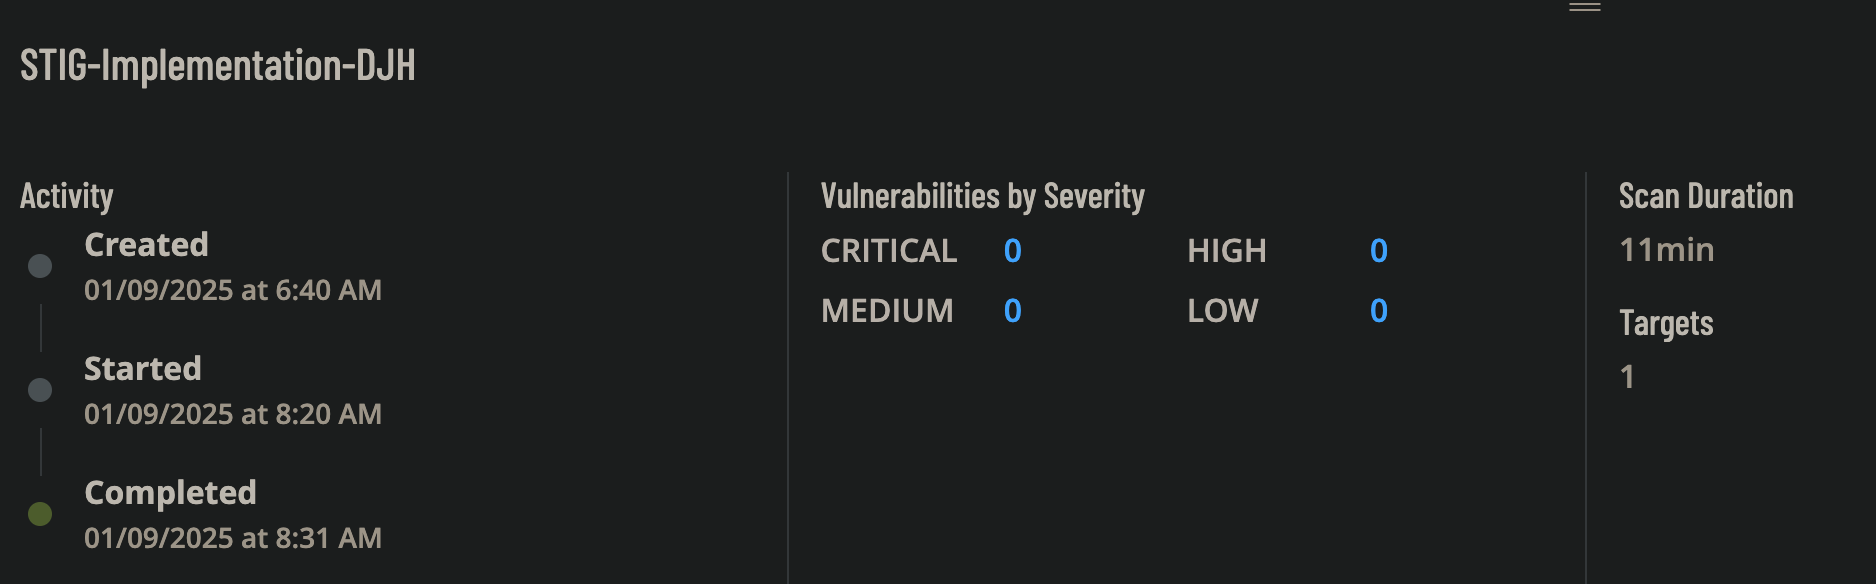 STIG-Implementation-DJH
Activity
Created
01/09/2025 at 6:40 AM
Started
01/09/2025 at 8:20 AM
Completed
01/09/2025 at 8:31 AM
Vulnerabilities by Severity
CRITICAL 0 HIGH 0
MEDIUM 0 LOW 0
Scan Duration
11min
Targets
1